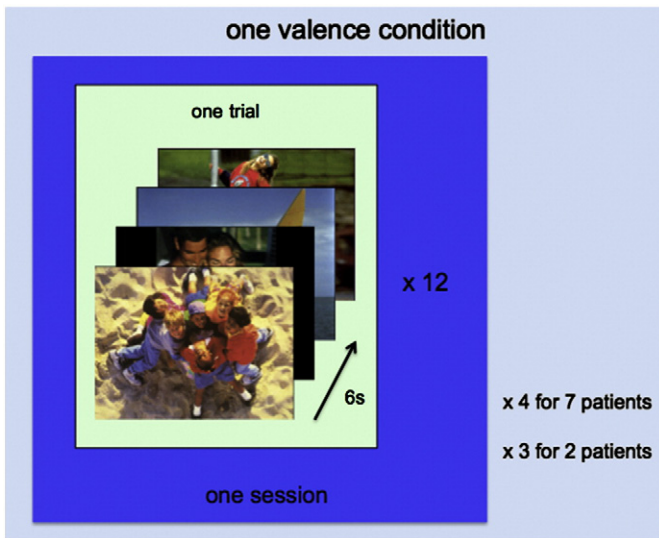 one valence condition
one trial
x 12
6s
x 4 for 7 patients
x 3 for 2 patients
one session